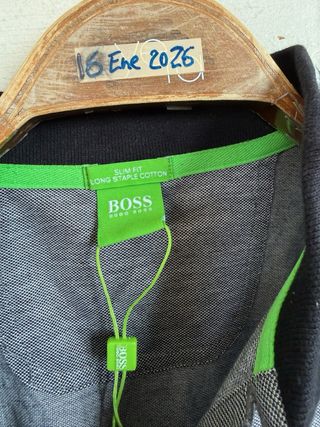 16 Ene 2026
SLIM FIT
LONG STAPLE COTTON
BOSS
HUGO BOSS
BOSS